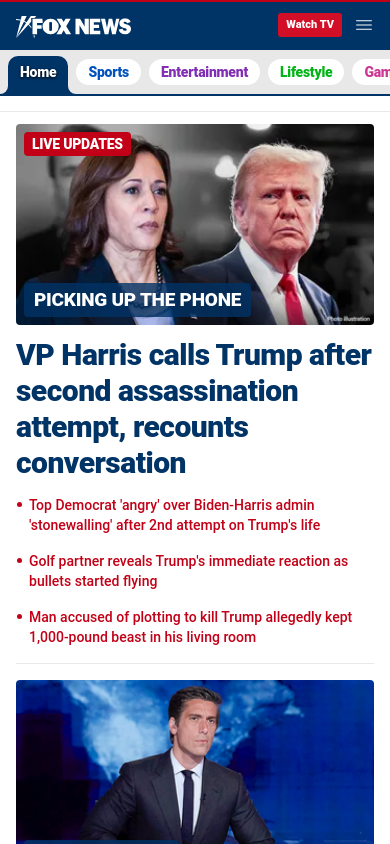 FOX NEWS
Watch TV
Home
Sports
Entertainment
Lifestyle
Gam
LIVE UPDATES
PICKING UP THE PHONE
Photo Illustration
VP Harris calls Trump after
second assassination
attempt, recounts
conversation
• Top Democrat 'angry' over Biden-Harris admin
'stonewalling' after 2nd attempt on Trump's life
• Golf partner reveals Trump's immediate reaction as
bullets started flying
• Man accused of plotting to kill Trump allegedly kept
1,000-pound beast in his living room